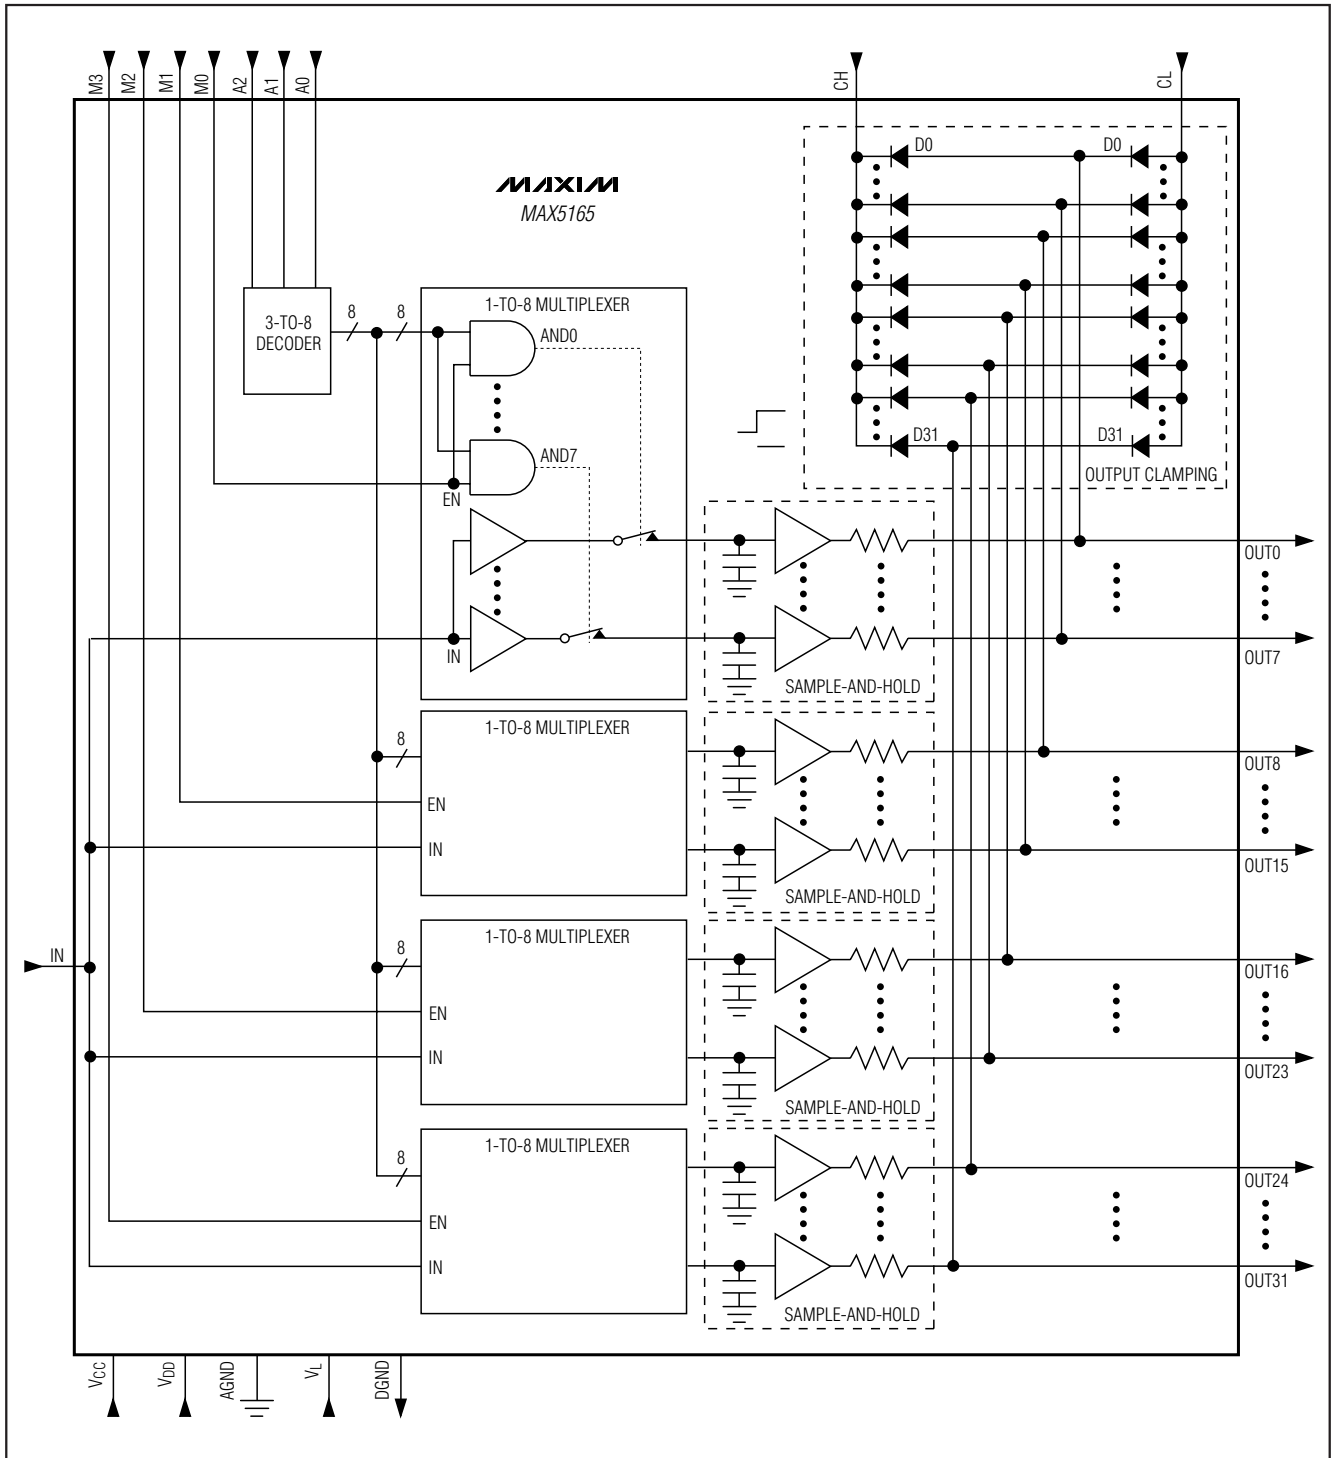 M3 M2 M1 M0 A2 A1 A0 CH CL
D0 D0
MAXIM
MAX5165
3-TO-8
DECODER
8 8
1-TO-8 MULTIPLEXER
AND0
AND7
EN
IN
D31 D31
OUTPUT CLAMPING
SAMPLE-AND-HOLD
OUT0
OUT7
8
1-TO-8 MULTIPLEXER
EN
IN
SAMPLE-AND-HOLD
OUT8
OUT15
IN
8
1-TO-8 MULTIPLEXER
EN
IN
SAMPLE-AND-HOLD
OUT16
OUT23
8
1-TO-8 MULTIPLEXER
EN
IN
SAMPLE-AND-HOLD
OUT24
OUT31
VCC VDD AGND VL DGND